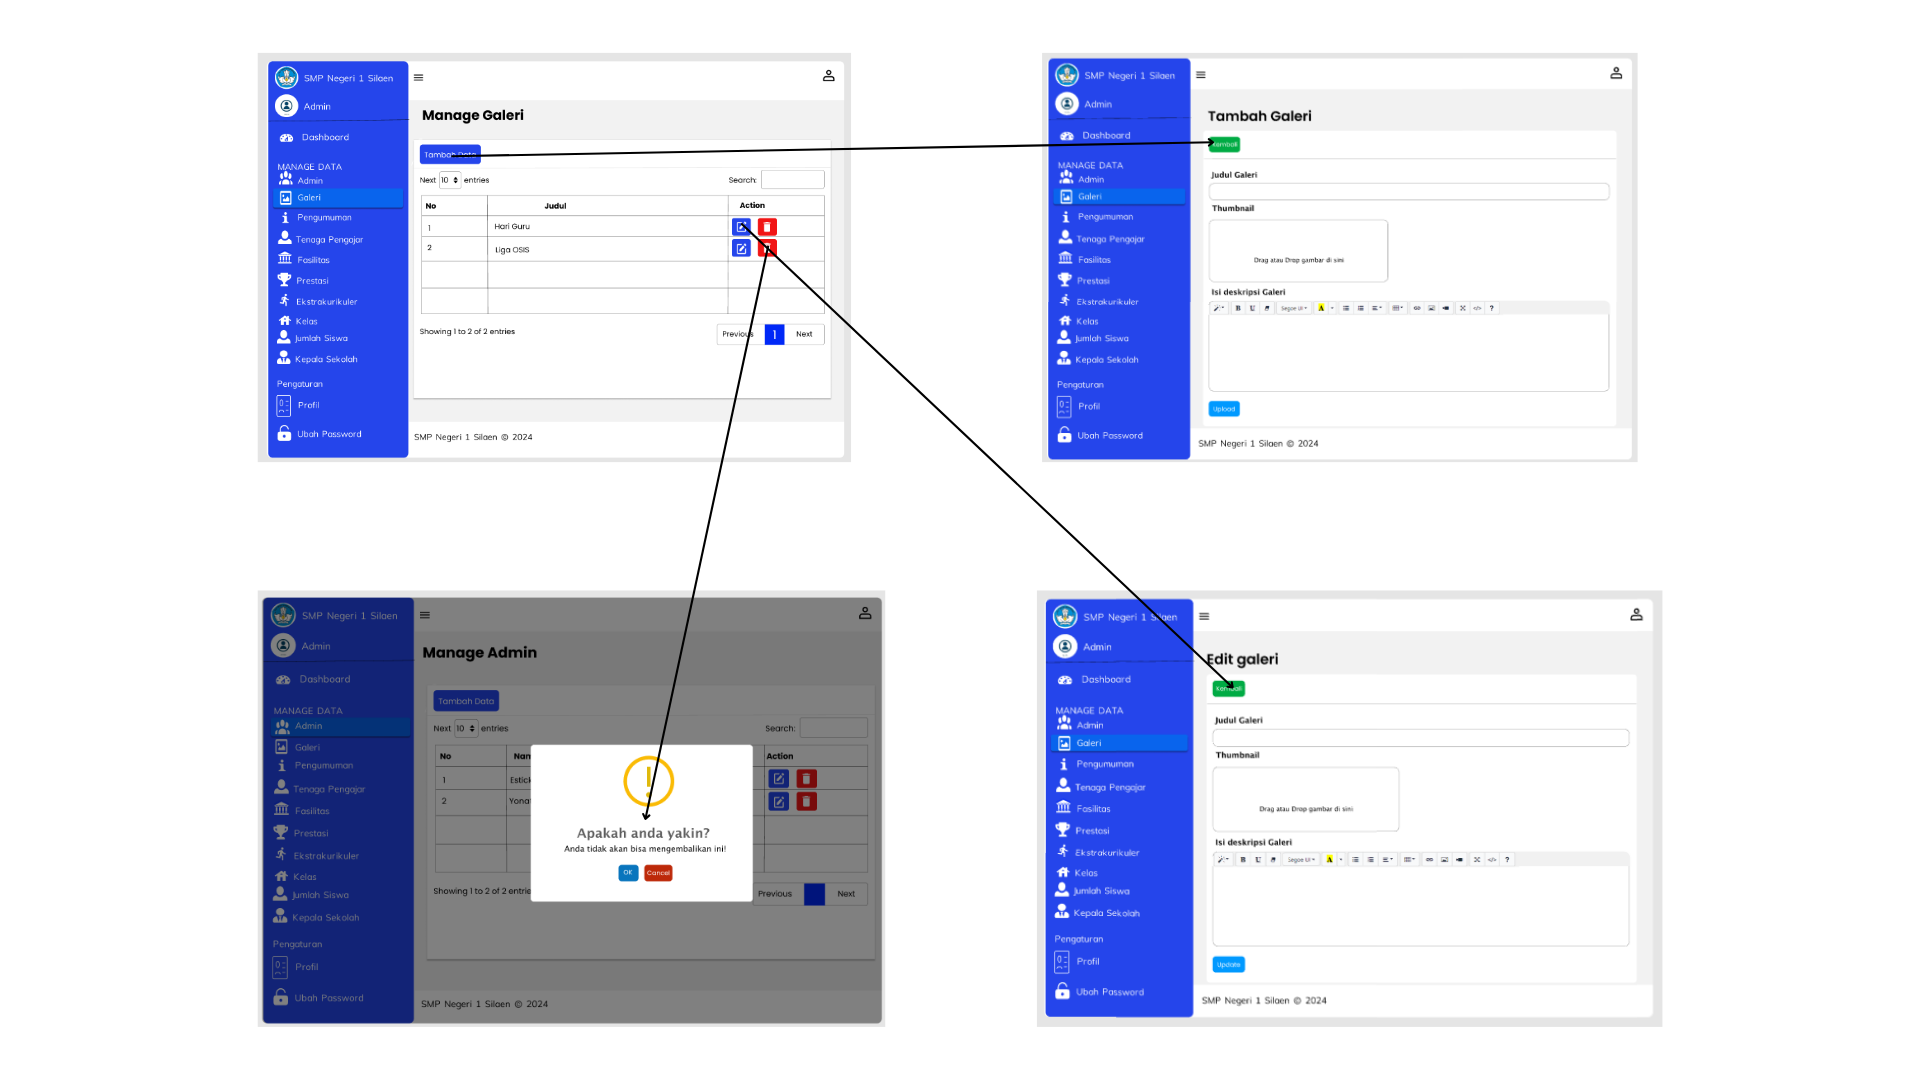 SMP Negeri 1 Silaen
Admin
Dashboard
MANAGE DATA
Admin
Galeri
Pengumuman
Tenaga Pengajar
Fasilitas
Prestasi
Ekstrakurikuler
Kelas
Jumlah Siswa
Kepala Sekolah
Pengaturan
Profil
Ubah Password
Manage Galeri
Tambah Data
Next 10 entries
Search:
No Judul Action
1 Hari Guru
2 Liga OSIS
Showing 1 to 2 of 2 entries
Previous 1 Next
SMP Negeri 1 Silaen © 2024
SMP Negeri 1 Silaen
Admin
Dashboard
MANAGE DATA
Admin
Galeri
Pengumuman
Tenaga Pengajar
Fasilitas
Prestasi
Ekstrakurikuler
Kelas
Jumlah Siswa
Kepala Sekolah
Pengaturan
Profil
Ubah Password
Tambah Galeri
Kembali
Judul Galeri
Thumbnail
Drag atau Drop gambar di sini
Isi deskripsi Galeri
B U Segoe UI A </> ?
Upload
SMP Negeri 1 Silaen © 2024
SMP Negeri 1 Silaen
Admin
Dashboard
MANAGE DATA
Admin
Galeri
Pengumuman
Tenaga Pengajar
Fasilitas
Prestasi
Ekstrakurikuler
Kelas
Jumlah Siswa
Kepala Sekolah
Pengaturan
Profil
Ubah Password
Manage Admin
Tambah Data
Next 10 entries
Search:
No Nam Action
1 Estick
2 Yona
Apakah anda yakin?
Anda tidak akan bisa mengembalikan ini!
OK Cancel
Showing 1 to 2 of 2 entrie
Previous Next
SMP Negeri 1 Silaen © 2024
SMP Negeri 1 Silaen
Admin
Dashboard
MANAGE DATA
Admin
Galeri
Pengumuman
Tenaga Pengajar
Fasilitas
Prestasi
Ekstrakurikuler
Kelas
Jumlah Siswa
Kepala Sekolah
Pengaturan
Profil
Ubah Password
Edit galeri
Kembali
Judul Galeri
Thumbnail
Drag atau Drop gambar di sini
Isi deskripsi Galeri
B U Segoe UI A </> ?
Update
SMP Negeri 1 Silaen © 2024